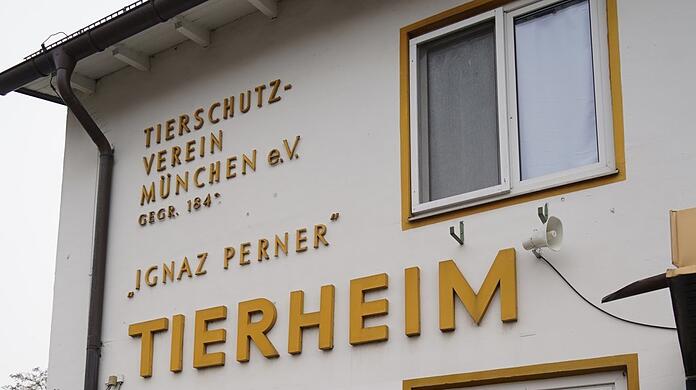 TIERSCHUTZ-
VEREIN
MÜNCHEN e.V.
GEGR. 184
„IGNAZ PERNER"
TIERHEIM